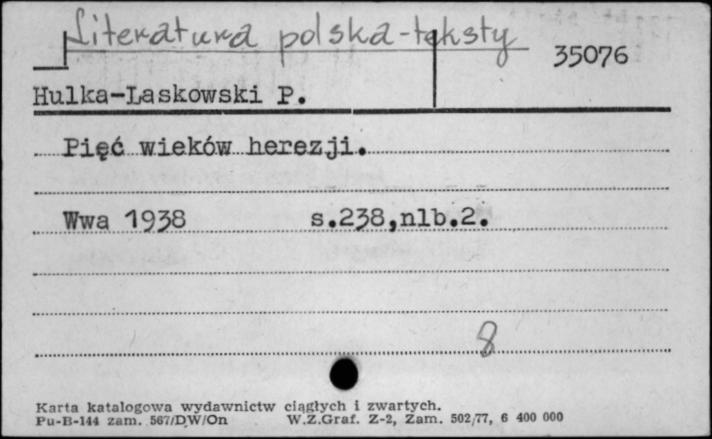 Literatura polska-teksty
35076
Hulka-Laskowski P.
Pięć wieków herezji.
Wwa 1938 s.238,nlb.2.
8
Karta katalogowa wydawnictw ciągłych i zwartych.
Pu-B-144 zam. 567/DW/On W.Z.Graf. Z-2, Zam. 502/77, 6 400 000